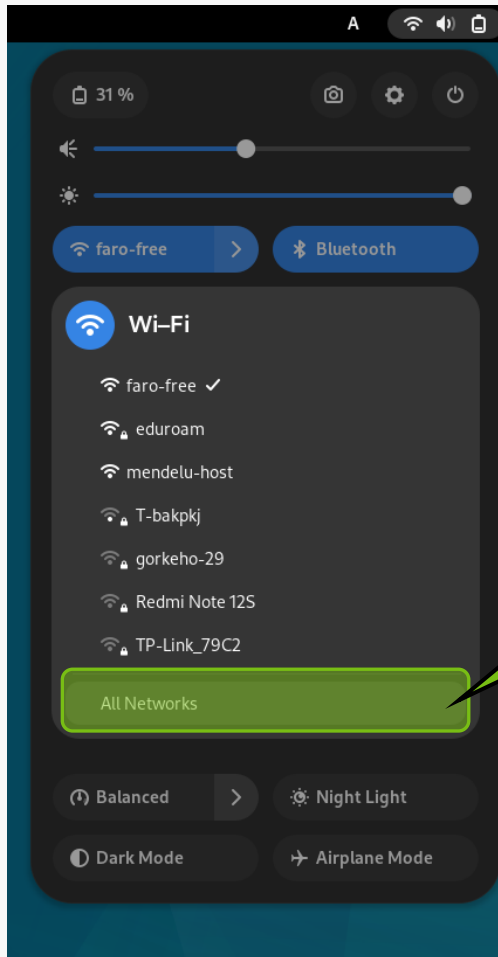 A
31 %
faro-free
Bluetooth
Wi–Fi
faro-free
eduroam
mendelu-host
T-bakpkj
gorkeho-29
Redmi Note 12S
TP-Link_79C2
All Networks
Balanced
Night Light
Dark Mode
Airplane Mode